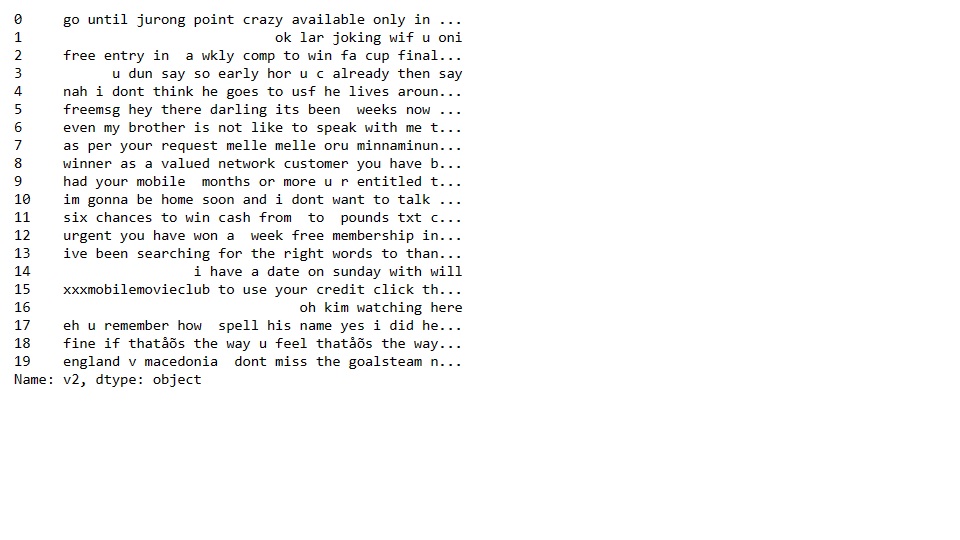 0     go until jurong point crazy available only in ...
1                               ok lar joking wif u oni
2     free entry in  a wkly comp to win fa cup final...
3           u dun say so early hor u c already then say
4     nah i dont think he goes to usf he lives aroun...
5     freemsg hey there darling its been  weeks now ...
6     even my brother is not like to speak with me t...
7     as per your request melle melle oru minnaminun...
8     winner as a valued network customer you have b...
9     had your mobile  months or more u r entitled t...
10    im gonna be home soon and i dont want to talk ...
11    six chances to win cash from  to  pounds txt c...
12    urgent you have won a  week free membership in...
13    ive been searching for the right words to than...
14                    i have a date on sunday with will
15    xxxmobilemovieclub to use your credit click th...
16                                 oh kim watching here
17    eh u remember how  spell his name yes i did he...
18    fine if thatåõs the way u feel thatåõs the way...
19    england v macedonia  dont miss the goalsteam n...
Name: v2, dtype: object